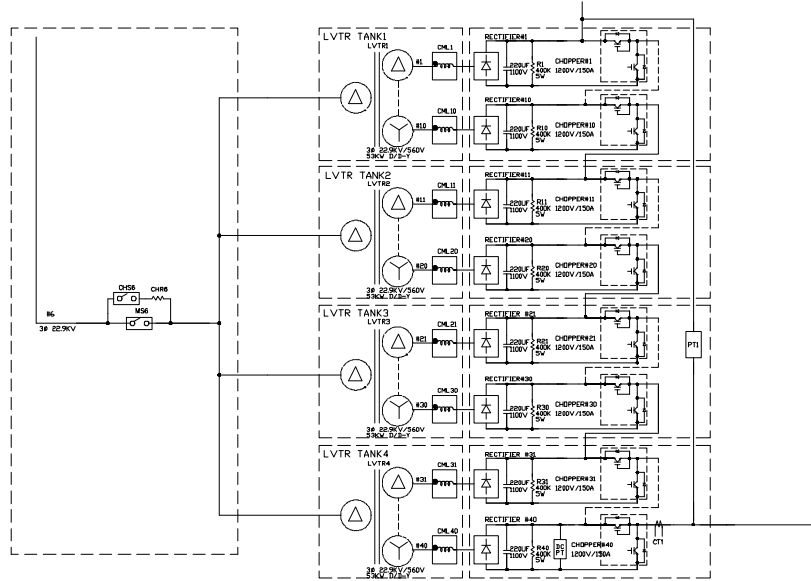 LVTR TANK1
LVTR1
#1
CML1
RECTIFIER#1
220UF
1100V
R1
400K
5W
CHOPPER#1
1200V/150A
#10
CML10
RECTIFIER#10
220UF
1100V
R10
400K
5W
CHOPPER#10
1200V/150A
3Ø 22.9KV/560V
53KW D/D-Y
LVTR TANK2
LVTR2
#11
CML11
RECTIFIER#11
220UF
1100V
R11
400K
5W
CHOPPER#11
1200V/150A
#20
CML20
RECTIFIER#20
220UF
1100V
R20
400K
5W
CHOPPER#20
1200V/150A
3Ø 22.9KV/560V
53KW D/D-Y
CHS6
CHR6
MS6
#6
3Ø 22.9KV
LVTR TANK3
LVTR3
#21
CML21
RECTIFIER #21
220UF
1100V
R21
400K
5W
CHOPPER#21
1200V/150A
PT1
#30
CML30
RECTIFIER#30
220UF
1100V
R30
400K
5W
CHOPPER#30
1200V/150A
3Ø 22.9KV/560V
53KW D/D-Y
LVTR TANK4
LVTR4
#31
CML31
RECTIFIER #31
220UF
1100V
R31
400K
5W
CHOPPER#31
1200V/150A
#40
CML40
RECTIFIER #40
220UF
1100V
R40
400K
5W
DC
PT
CHOPPER#40
1200V/150A
CT1
3Ø 22.9KV/560V
53KW D/D-Y